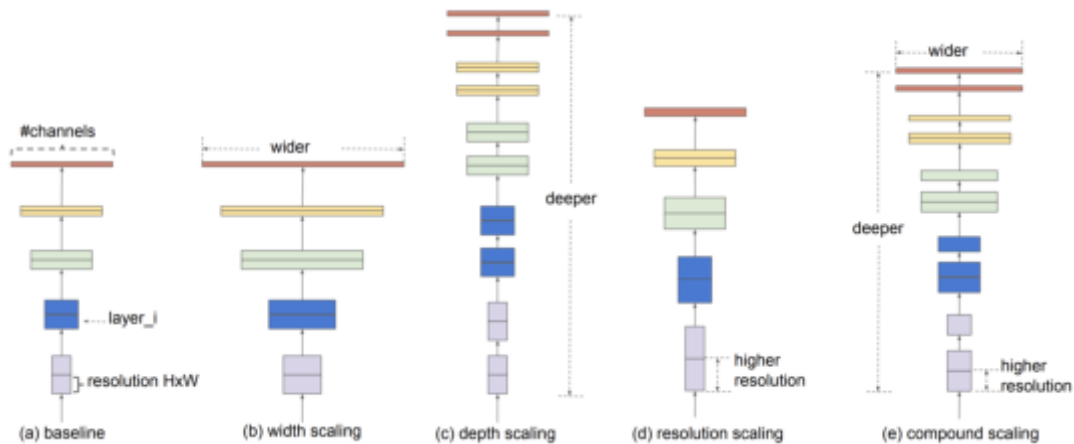 #channels
layer_i
resolution HxW
(a) baseline
wider
(b) width scaling
deeper
(c) depth scaling
higher
resolution
(d) resolution scaling
wider
deeper
higher
resolution
(e) compound scaling